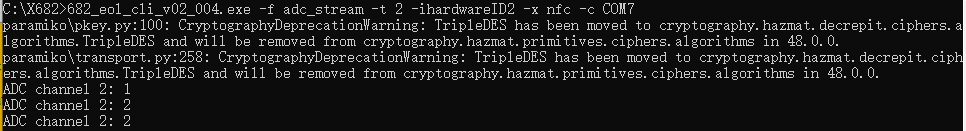 C:\X682>682_eol_cli_v02_004.exe -f adc_stream -t 2 -ihardwareID2 -x nfc -c COM7
paramiko\pkey.py:100: CryptographyDeprecationWarning: TripleDES has been moved to cryptography.hazmat.decrepit.ciphers.a
lgorithms.TripleDES and will be removed from cryptography.hazmat.primitives.ciphers.algorithms in 48.0.0.
paramiko\transport.py:258: CryptographyDeprecationWarning: TripleDES has been moved to cryptography.hazmat.decrepit.ciph
ers.algorithms.TripleDES and will be removed from cryptography.hazmat.primitives.ciphers.algorithms in 48.0.0.
ADC channel 2: 1
ADC channel 2: 2
ADC channel 2: 2